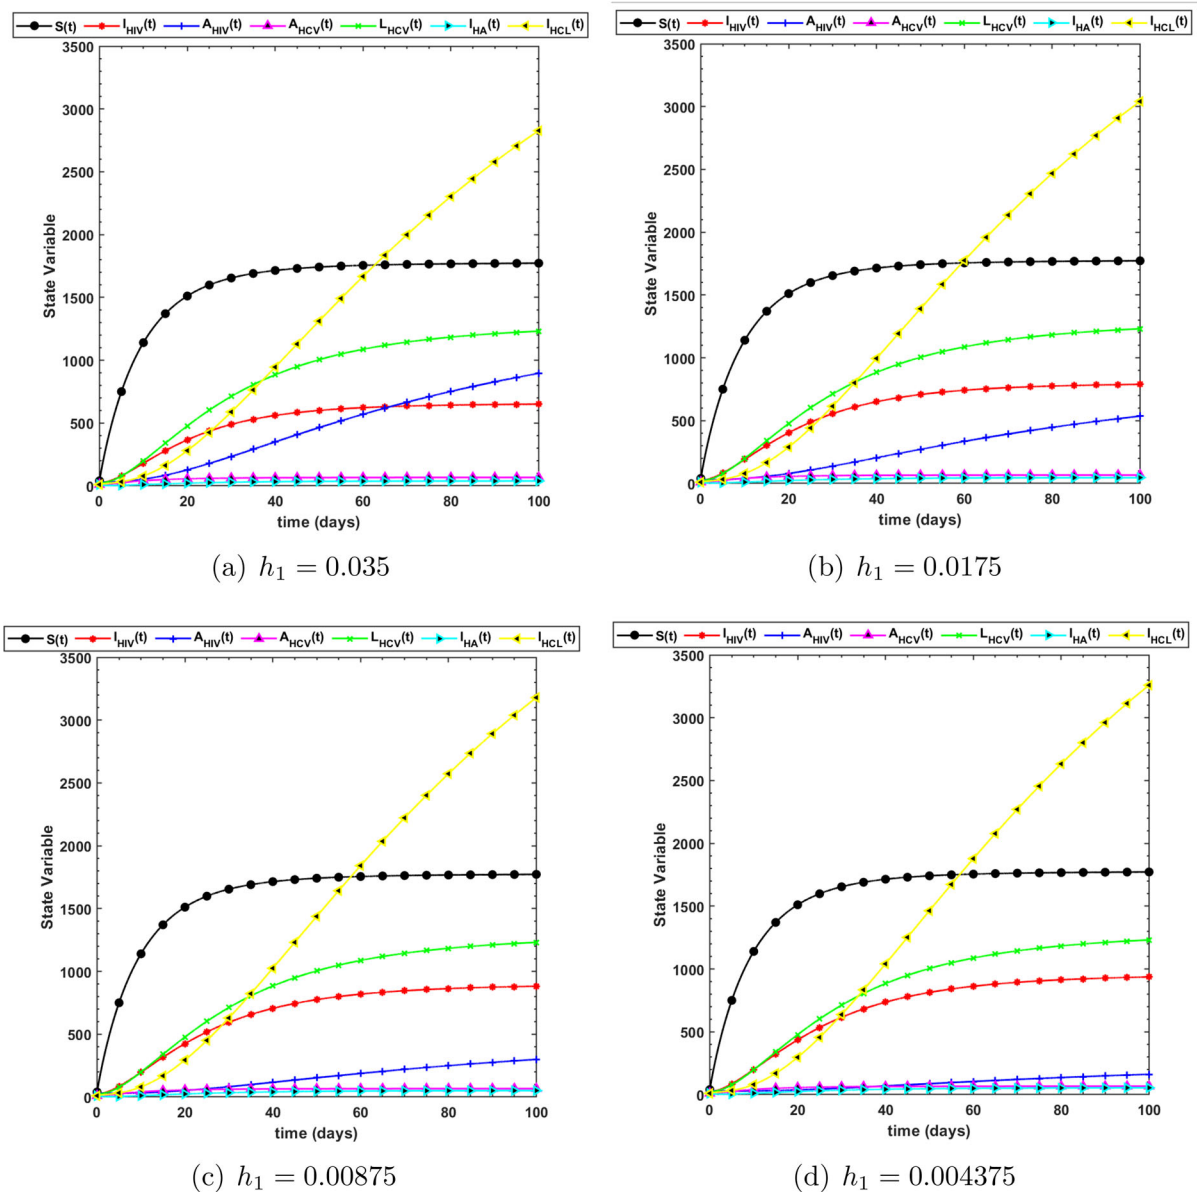 S(t) I_HIV(t) A_HIV(t) A_HCV(t) L_HCV(t) I_HA(t) I_HCL(t)
3500
3000
2500
2000
1500
1000
500
0
State Variable
0 20 40 60 80 100
time (days)
(a) h₁ = 0.035
S(t) I_HIV(t) A_HIV(t) A_HCV(t) L_HCV(t) I_HA(t) I_HCL(t)
3500
3000
2500
2000
1500
1000
500
0
State Variable
0 20 40 60 80 100
time (days)
(b) h₁ = 0.0175
S(t) I_HIV(t) A_HIV(t) A_HCV(t) L_HCV(t) I_HA(t) I_HCL(t)
3500
3000
2500
2000
1500
1000
500
0
State Variable
0 20 40 60 80 100
time (days)
(c) h₁ = 0.00875
S(t) I_HIV(t) A_HIV(t) A_HCV(t) L_HCV(t) I_HA(t) I_HCL(t)
3500
3000
2500
2000
1500
1000
500
0
State Variable
0 20 40 60 80 100
time (days)
(d) h₁ = 0.004375